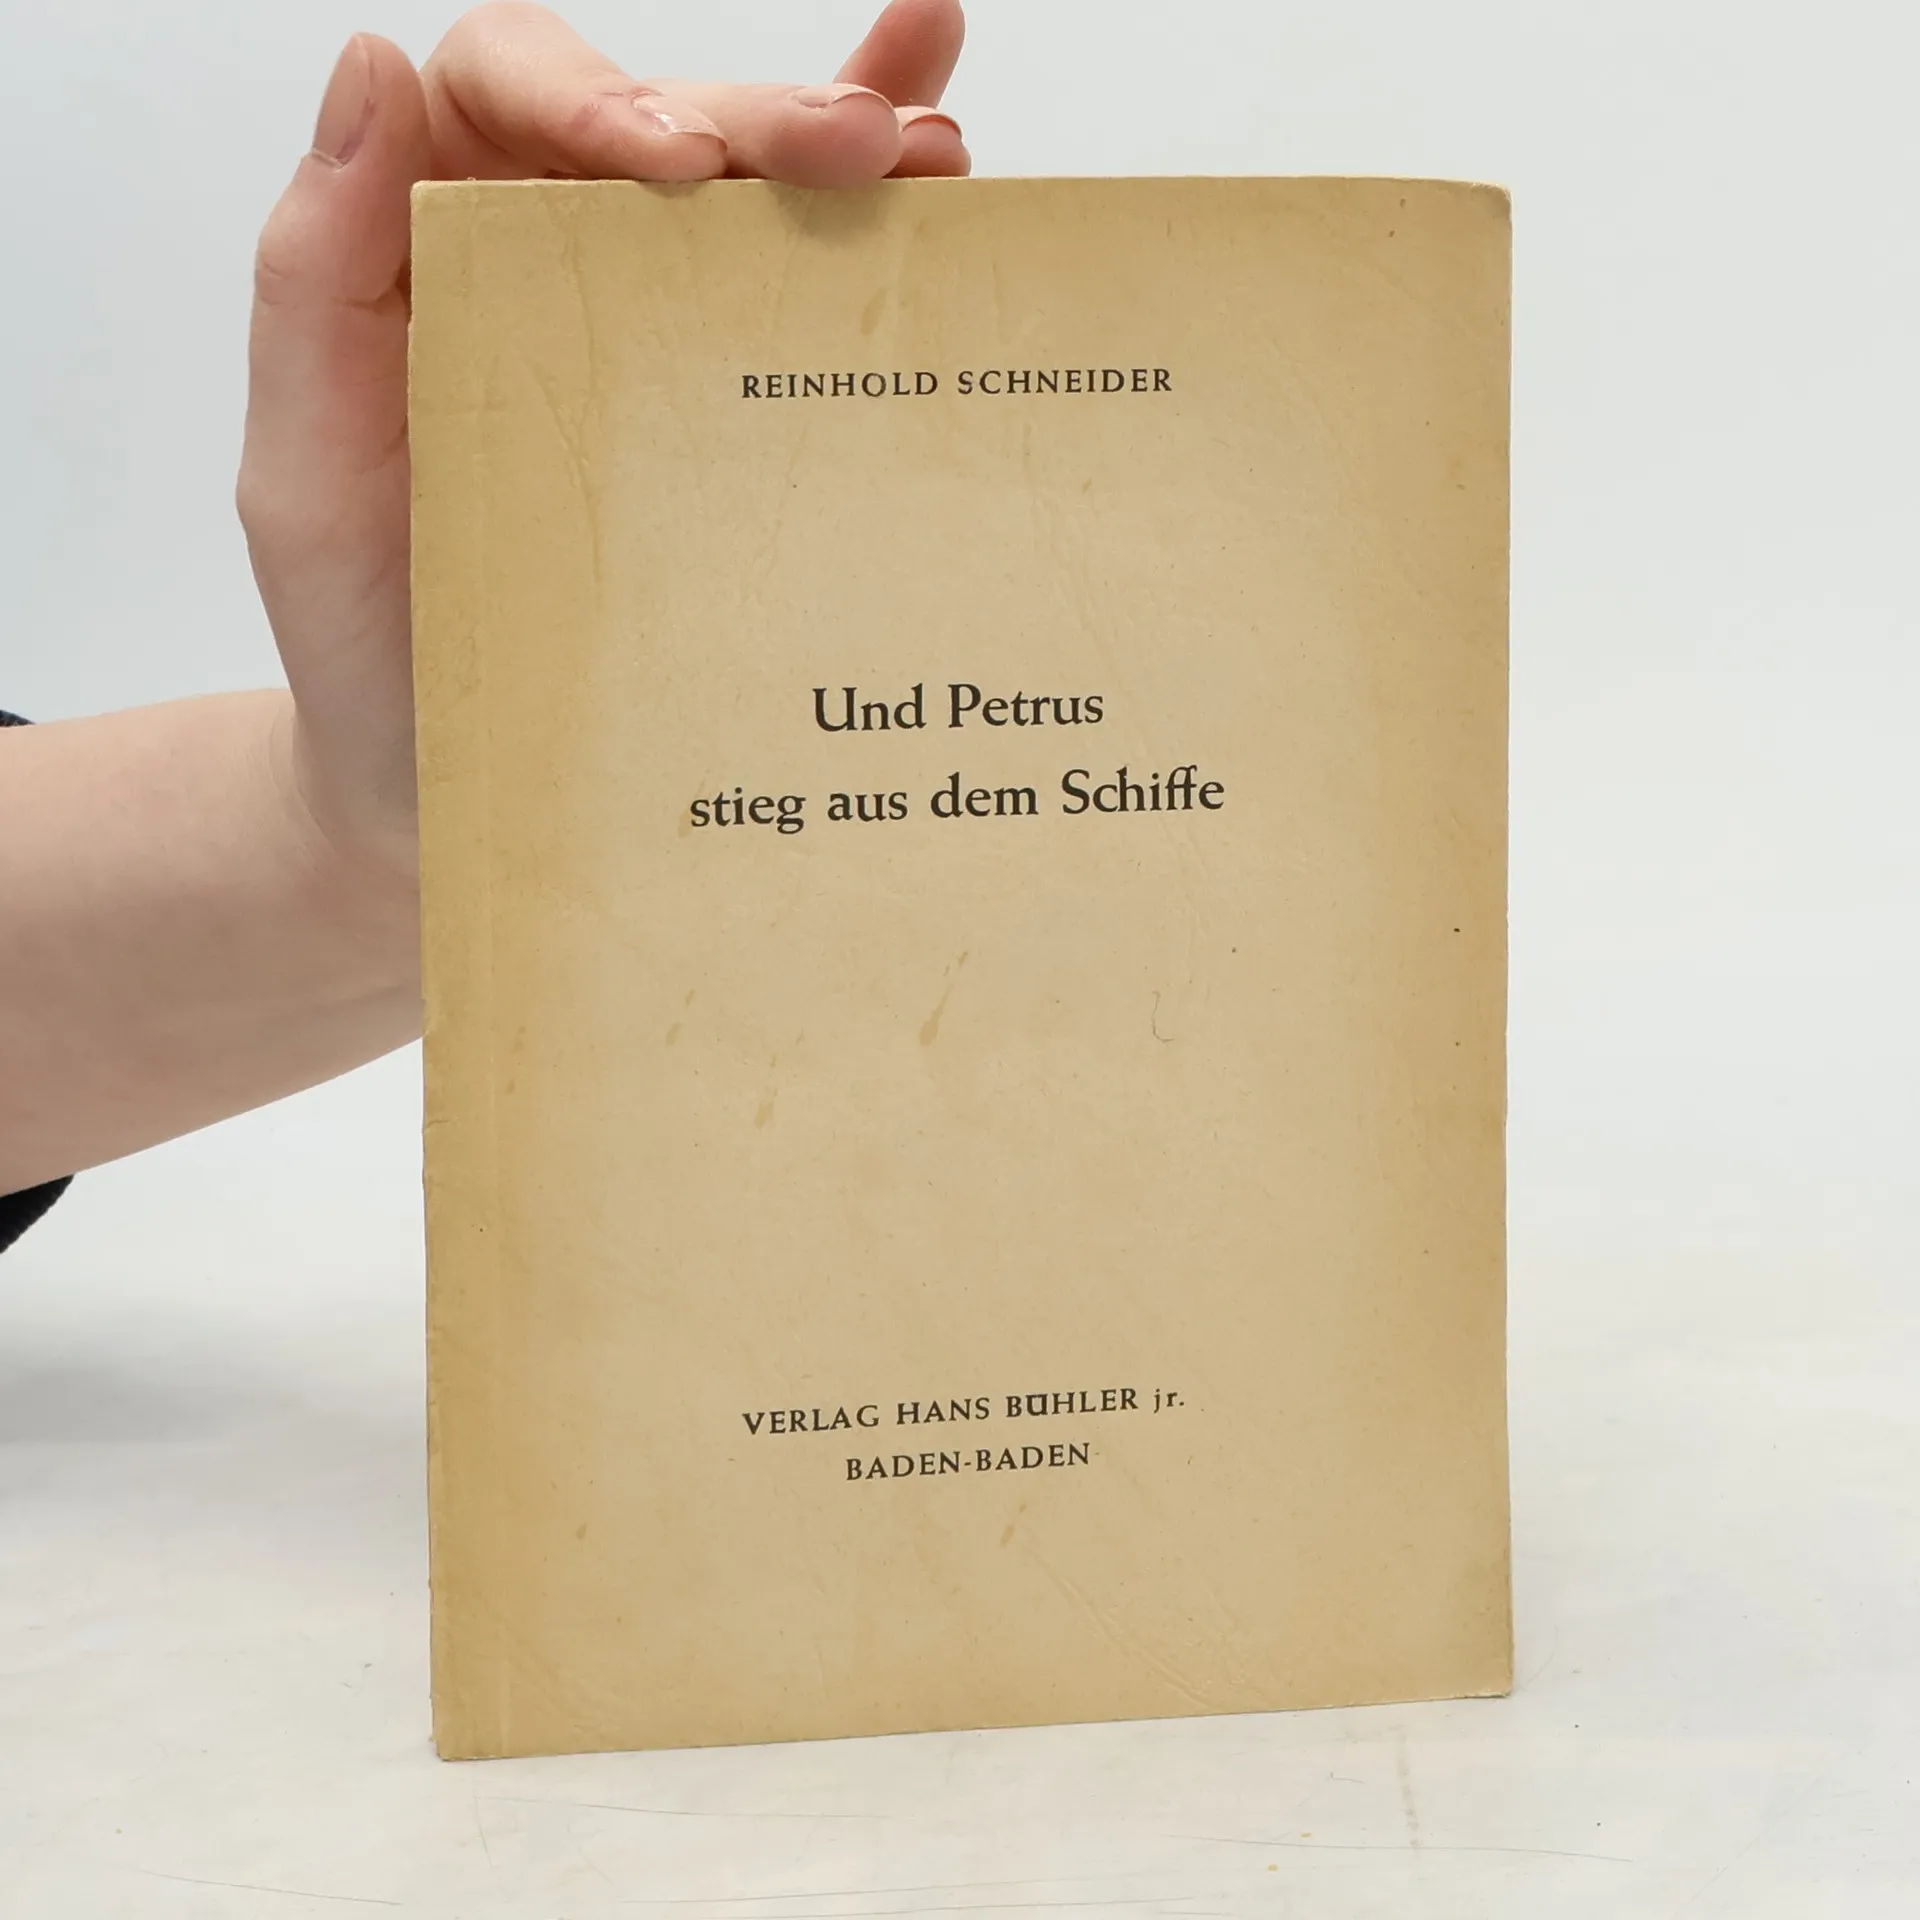 REINHOLD SCHNEIDER
Und Petrus
stieg aus dem Schiffe
VERLAG HANS BÜHLER jr.
BADEN-BADEN